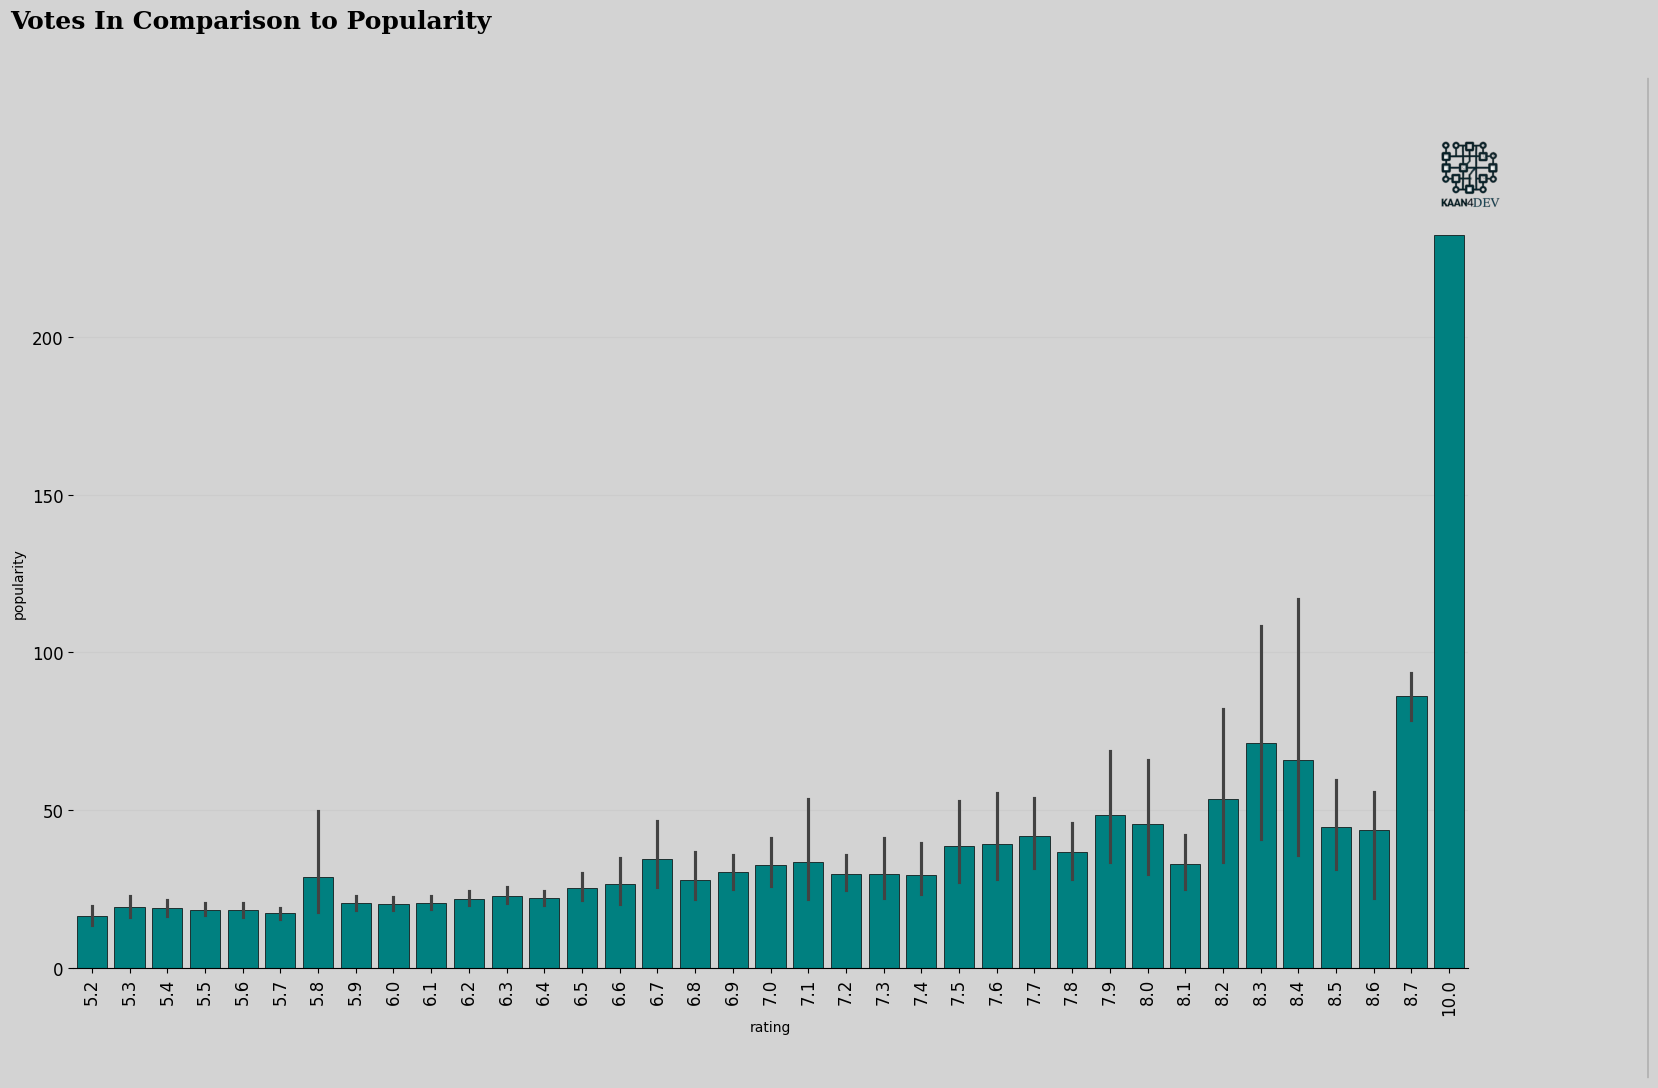 Votes In Comparison to Popularity
KAAN4DEV
200
150
100
50
0
popularity
5.2 5.3 5.4 5.5 5.6 5.7 5.8 5.9 6.0 6.1 6.2 6.3 6.4 6.5 6.6 6.7 6.8 6.9 7.0 7.1 7.2 7.3 7.4 7.5 7.6 7.7 7.8 7.9 8.0 8.1 8.2 8.3 8.4 8.5 8.6 8.7 10.0
rating